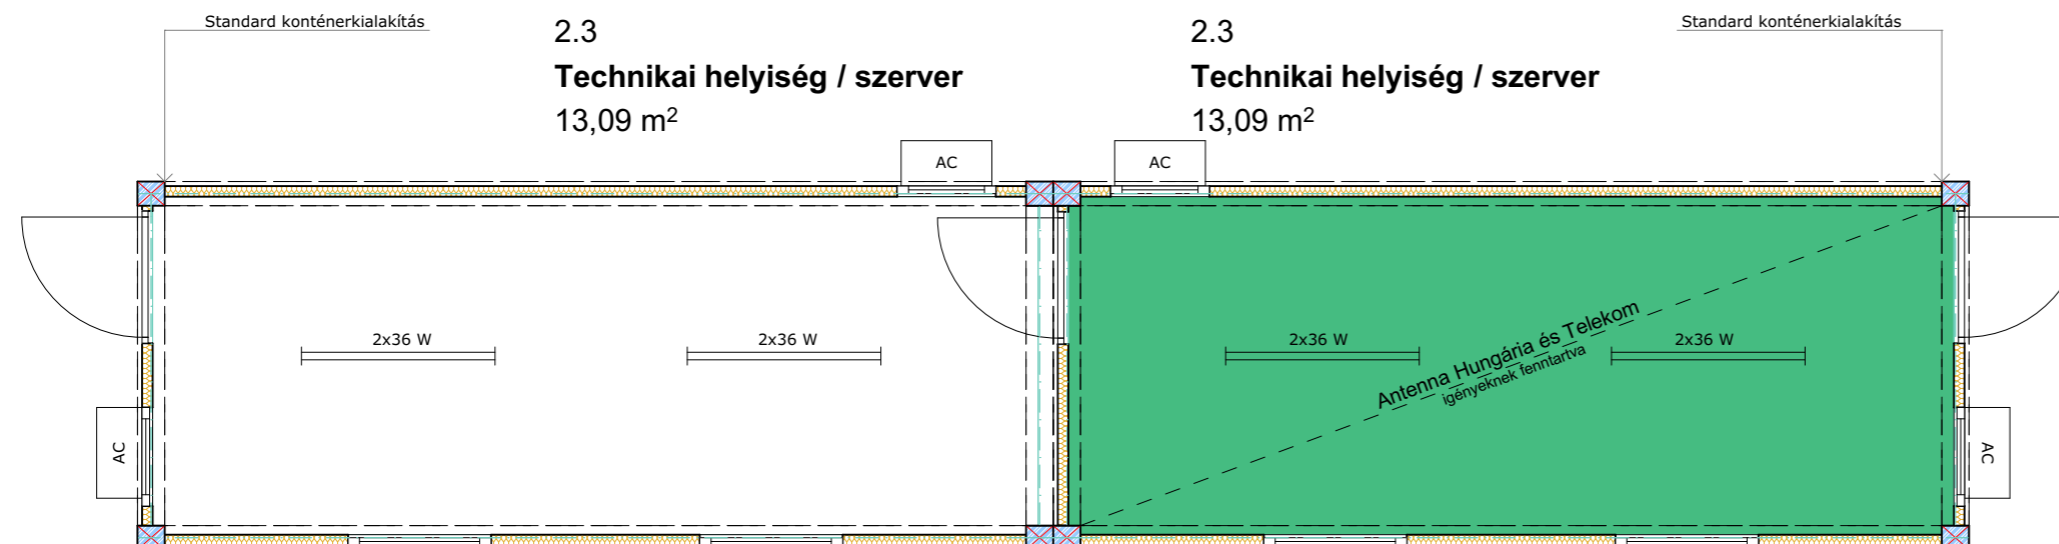 Standard konténerkialakítás
2.3
Technikai helyiség / szerver
13,09 m²
2.3
Technikai helyiség / szerver
13,09 m²
Standard konténerkialakítás
AC
AC
2x36 W
2x36 W
2x36 W
2x36 W
Antenna Hungária és Telekom
igényeknek fenntartva
AC
AC